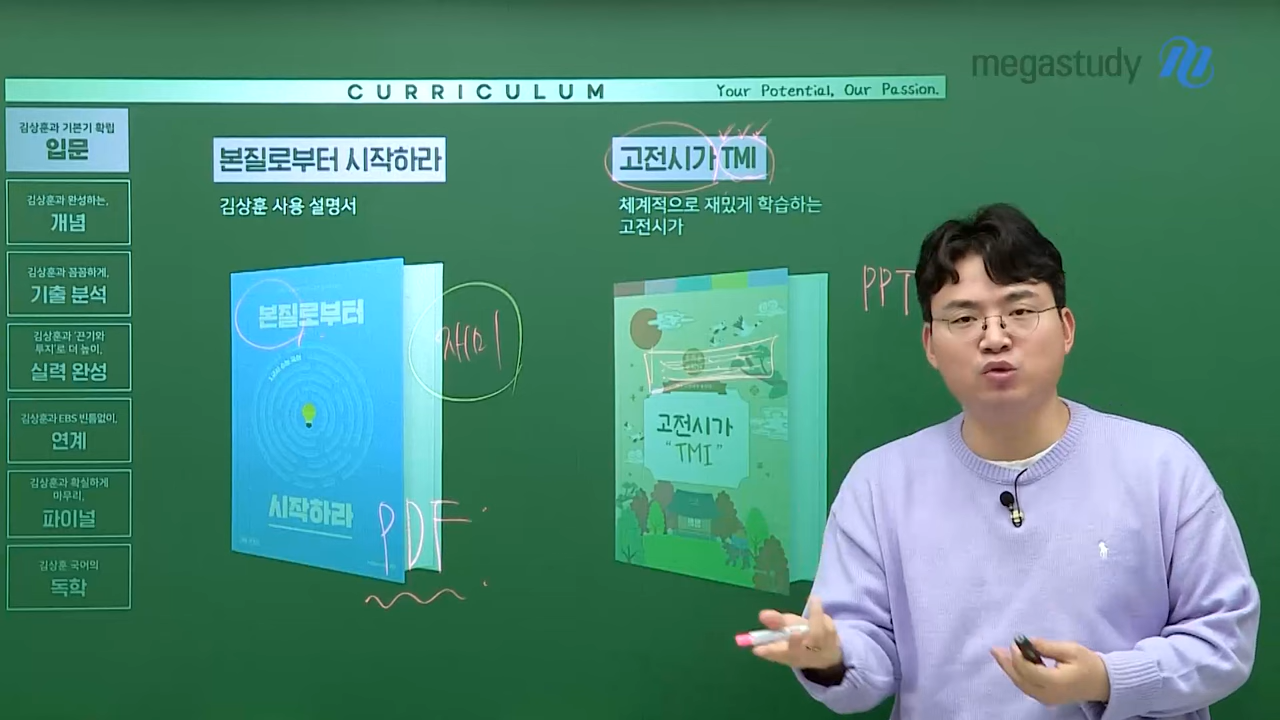 megastudy
CURRICULUM
Your Potential, Our Passion.
김상훈과 기본기 확립
입문
김상훈과 완성하는,
개념
김상훈과 꼼꼼하게,
기출 분석
김상훈과 '끈기와
투지'로 더 높이,
실력 완성
김상훈과 EBS 빈틈없이,
연계
김상훈과 확실하게
마무리,
파이널
김상훈 국어의
독학
본질로부터 시작하라
김상훈 사용 설명서
본질로부터
시작하라
PDF
고전시가 TMI
체계적으로 재밌게 학습하는
고전시가
고전시가
"TMI"
PPT